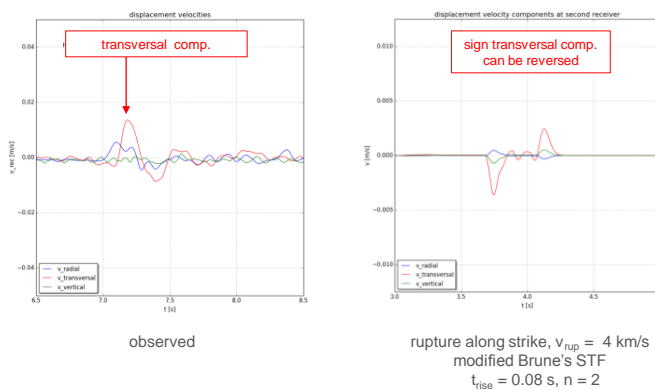 displacement velocities
transversal comp.
0.04
0.02
0.00
−0.02
−0.04
v_rec [m/s]
v_radial
v_transversal
v_vertical
6.5
7.0
7.5
8.0
8.5
t [s]
observed
displacement velocity components at second receiver
sign transversal comp.
can be reversed
0.010
0.005
0.000
−0.005
−0.010
v [m/s]
v_radial
v_transversal
v_vertical
3.0
3.5
4.0
4.5
t [s]
rupture along strike, vrup = 4 km/s
modified Brune's STF
trise = 0.08 s, n = 2